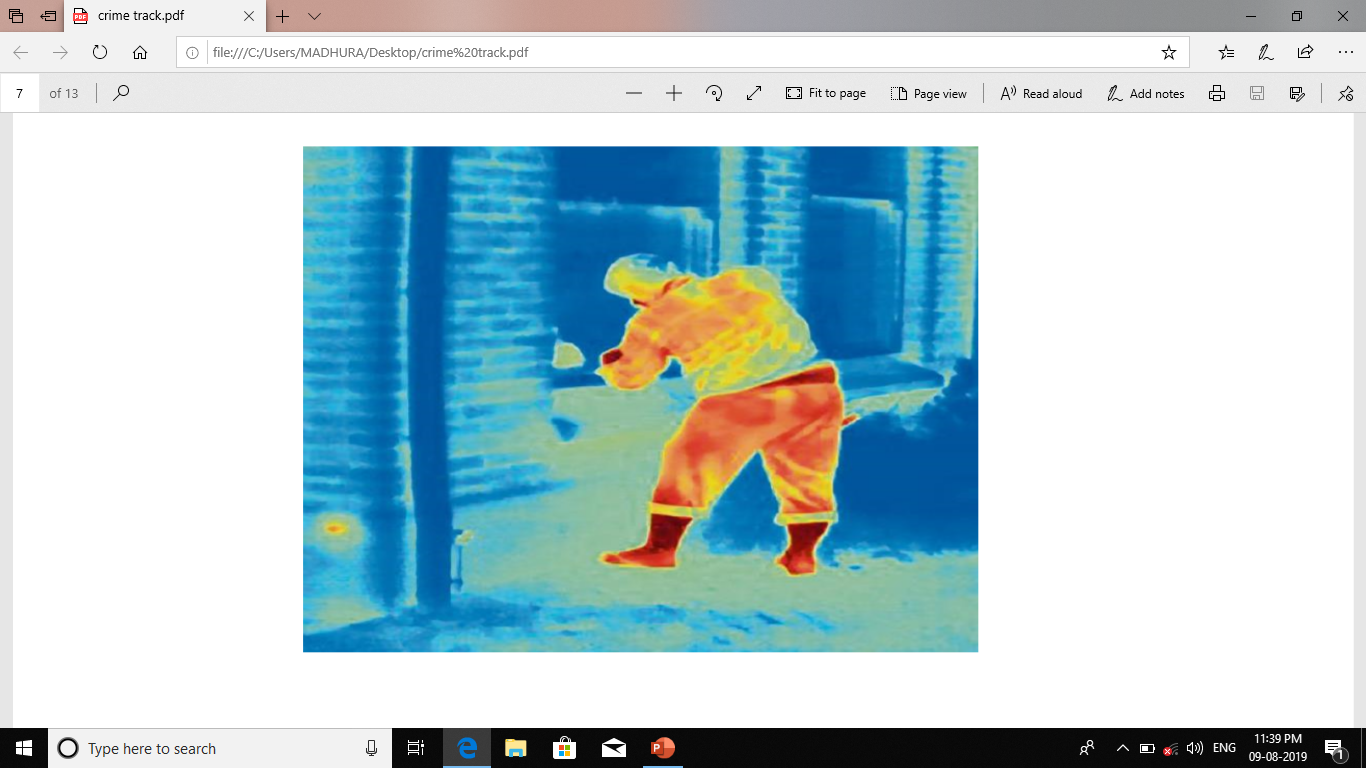 crime track.pdf
file:///C:/Users/MADHURA/Desktop/crime%20track.pdf
7 of 13
Fit to page
Page view
Read aloud
Add notes
Type here to search
ENG
11:39 PM
09-08-2019
1